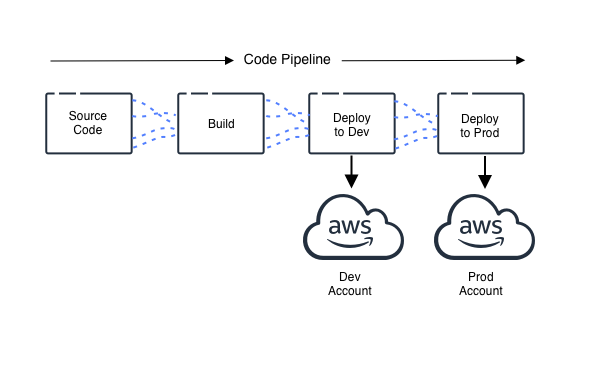 Code Pipeline
Source
Code
Build
Deploy
to Dev
Deploy
to Prod
aws
aws
Dev
Account
Prod
Account